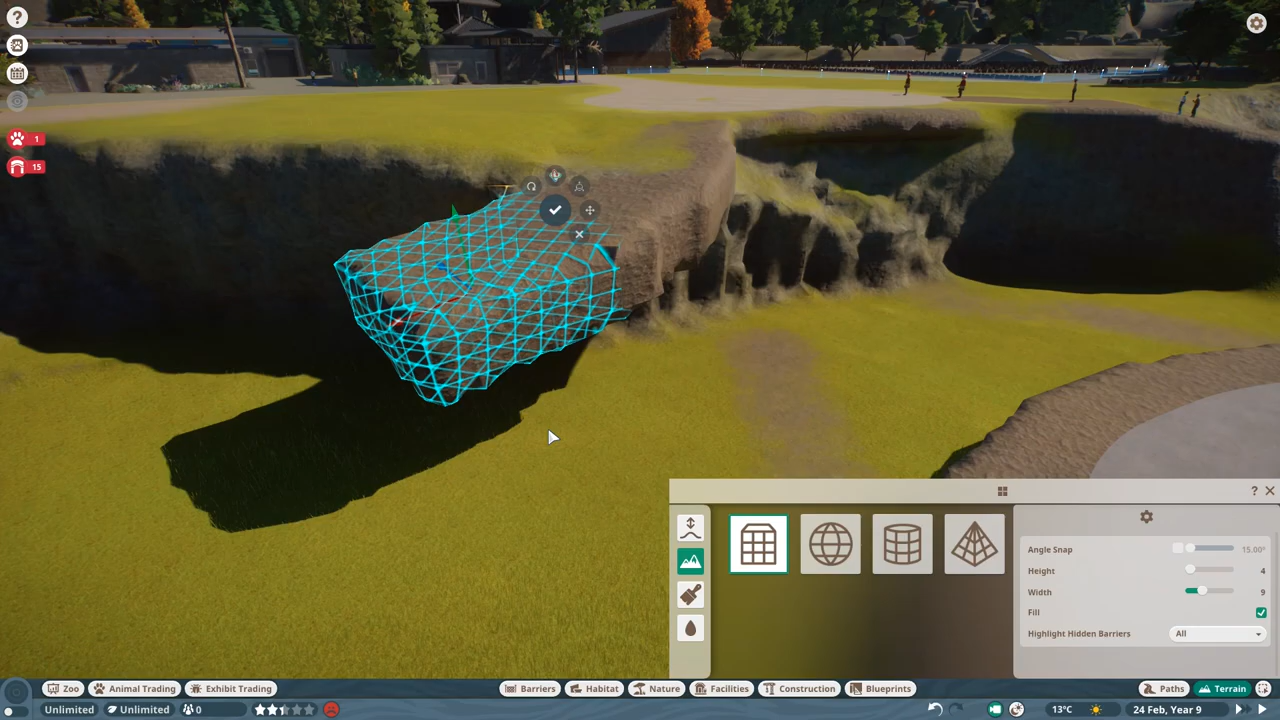 ?
1
15
? ×
Angle Snap 15.00°
Height 4
Width 9
Fill
Highlight Hidden Barriers All
Zoo Animal Trading Exhibit Trading Barriers Habitat Nature Facilities Construction Blueprints Paths Terrain
Unlimited Unlimited 0 13°C 24 Feb, Year 9